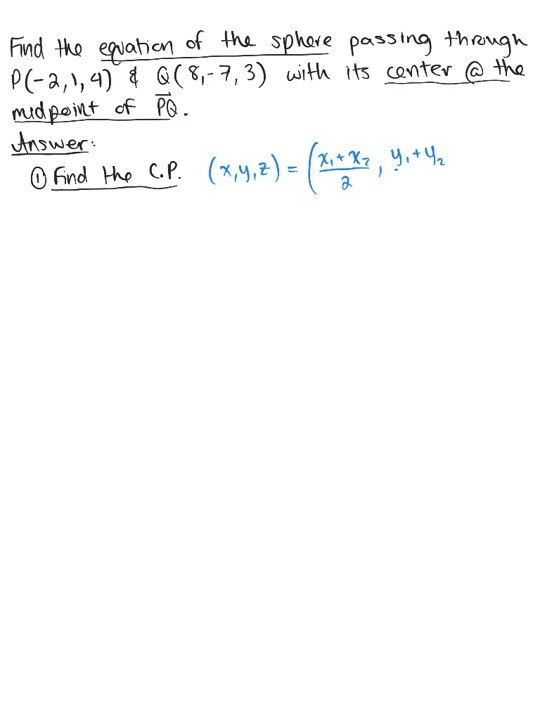 Find the equation of the sphere passing through
P(-2,1,4) & Q(8,-7,3) with its center @ the
midpoint of PQ.
Answer:
① Find the C.P. (x,y,z) = (x₁+x₂/2, y₁+y₂